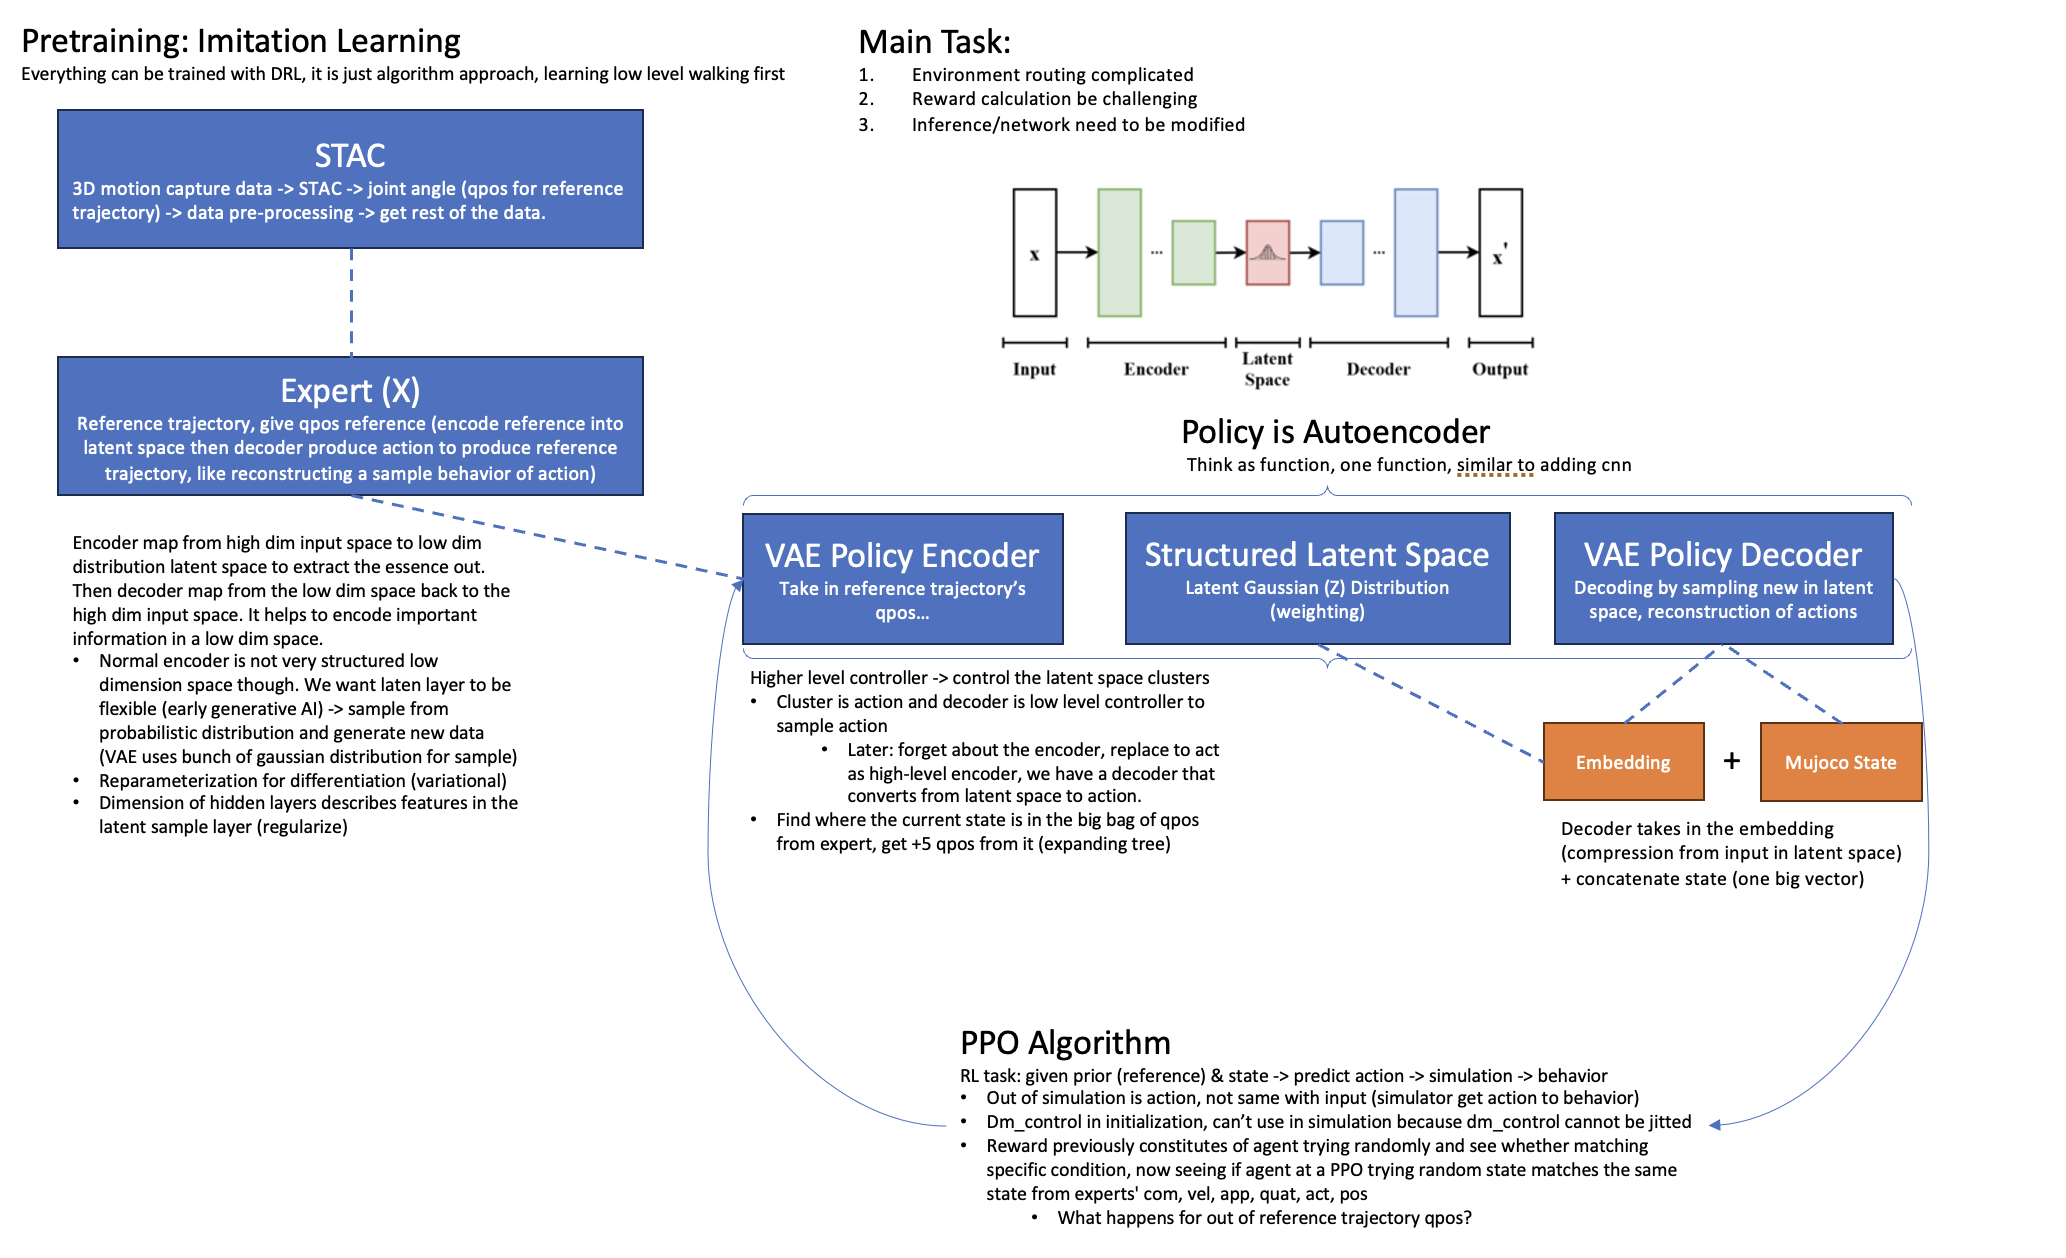 Pretraining: Imitation Learning
Everything can be trained with DRL, it is just algorithm approach, learning low level walking first
STAC
3D motion capture data -> STAC -> joint angle (qpos for reference
trajectory) -> data pre-processing -> get rest of the data.
Expert (X)
Reference trajectory, give qpos reference (encode reference into
latent space then decoder produce action to produce reference
trajectory, like reconstructing a sample behavior of action)
Encoder map from high dim input space to low dim
distribution latent space to extract the essence out.
Then decoder map from the low dim space back to the
high dim input space. It helps to encode important
information in a low dim space.
• Normal encoder is not very structured low
dimension space though. We want laten layer to be
flexible (early generative AI) -> sample from
probabilistic distribution and generate new data
(VAE uses bunch of gaussian distribution for sample)
• Reparameterization for differentiation (variational)
• Dimension of hidden layers describes features in the
latent sample layer (regularize)
Main Task:
1. Environment routing complicated
2. Reward calculation be challenging
3. Inference/network need to be modified
x
...
...
x'
Input
Encoder
Latent
Space
Decoder
Output
Policy is Autoencoder
Think as function, one function, similar to adding cnn
VAE Policy Encoder
Take in reference trajectory's
qpos…
Structured Latent Space
Latent Gaussian (Z) Distribution
(weighting)
VAE Policy Decoder
Decoding by sampling new in latent
space, reconstruction of actions
Higher level controller -> control the latent space clusters
• Cluster is action and decoder is low level controller to
sample action
• Later: forget about the encoder, replace to act
as high-level encoder, we have a decoder that
converts from latent space to action.
• Find where the current state is in the big bag of qpos
from expert, get +5 qpos from it (expanding tree)
Embedding
+
Mujoco State
Decoder takes in the embedding
(compression from input in latent space)
+ concatenate state (one big vector)
PPO Algorithm
RL task: given prior (reference) & state -> predict action -> simulation -> behavior
• Out of simulation is action, not same with input (simulator get action to behavior)
• Dm_control in initialization, can't use in simulation because dm_control cannot be jitted
• Reward previously constitutes of agent trying randomly and see whether matching
specific condition, now seeing if agent at a PPO trying random state matches the same
state from experts' com, vel, app, quat, act, pos
• What happens for out of reference trajectory qpos?